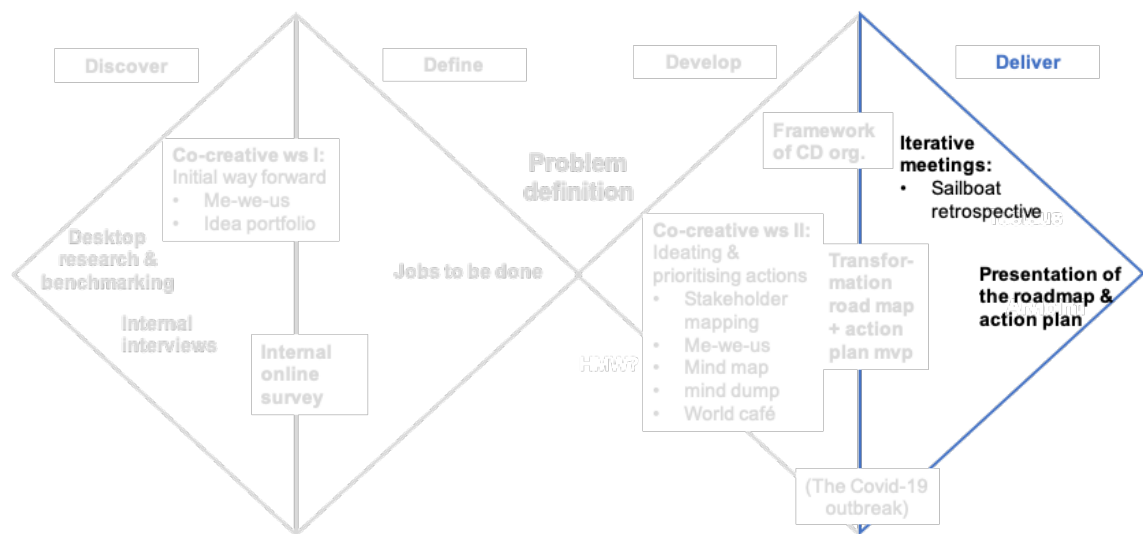 Discover
Define
Develop
Deliver
Co-creative ws I:
Initial way forward
• Me-we-us
• Idea portfolio
Desktop
research &
benchmarking
Internal
interviews
Internal
online
survey
Jobs to be done
Problem
definition
HMW?
Framework
of CD org.
Co-creative ws II:
Ideating &
prioritising actions
• Stakeholder
mapping
• Me-we-us
• Mind map
• mind dump
• World café
Transfor-
mation
road map
+ action
plan mvp
(The Covid-19
outbreak)
Iterative
meetings:
• Sailboat
retrospective
Presentation of
the roadmap &
action plan